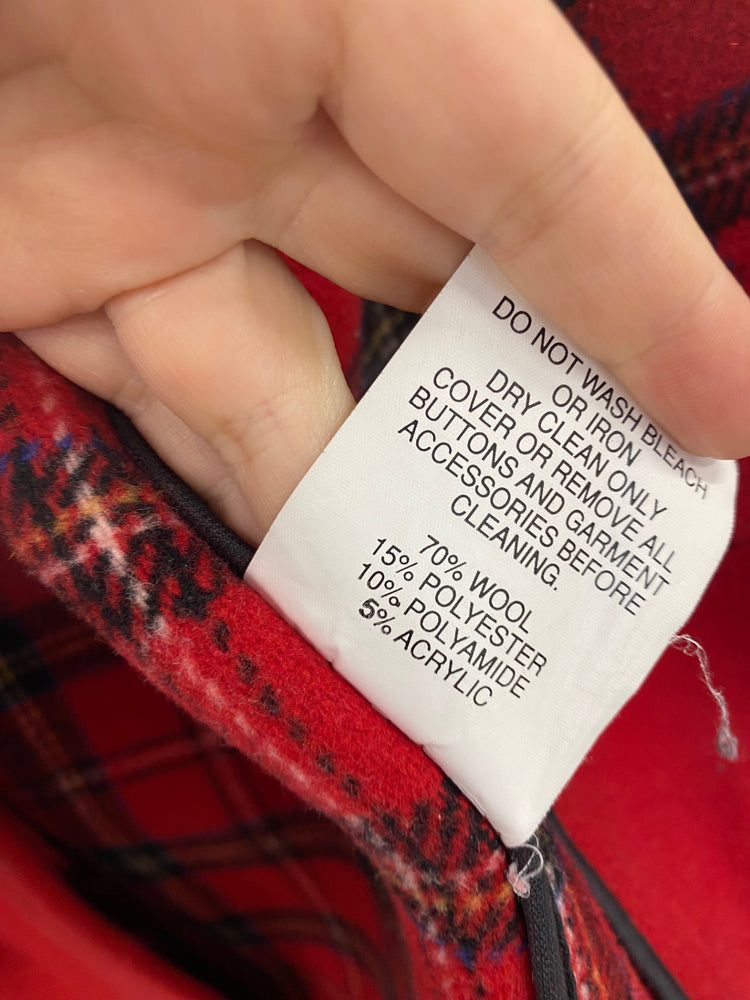 DO NOT WASH BLEACH
OR IRON
DRY CLEAN ONLY
COVER OR REMOVE ALL
BUTTONS AND GARMENT
ACCESSORIES BEFORE
CLEANING.
70% WOOL
15% POLYESTER
10% POLYAMIDE
5% ACRYLIC